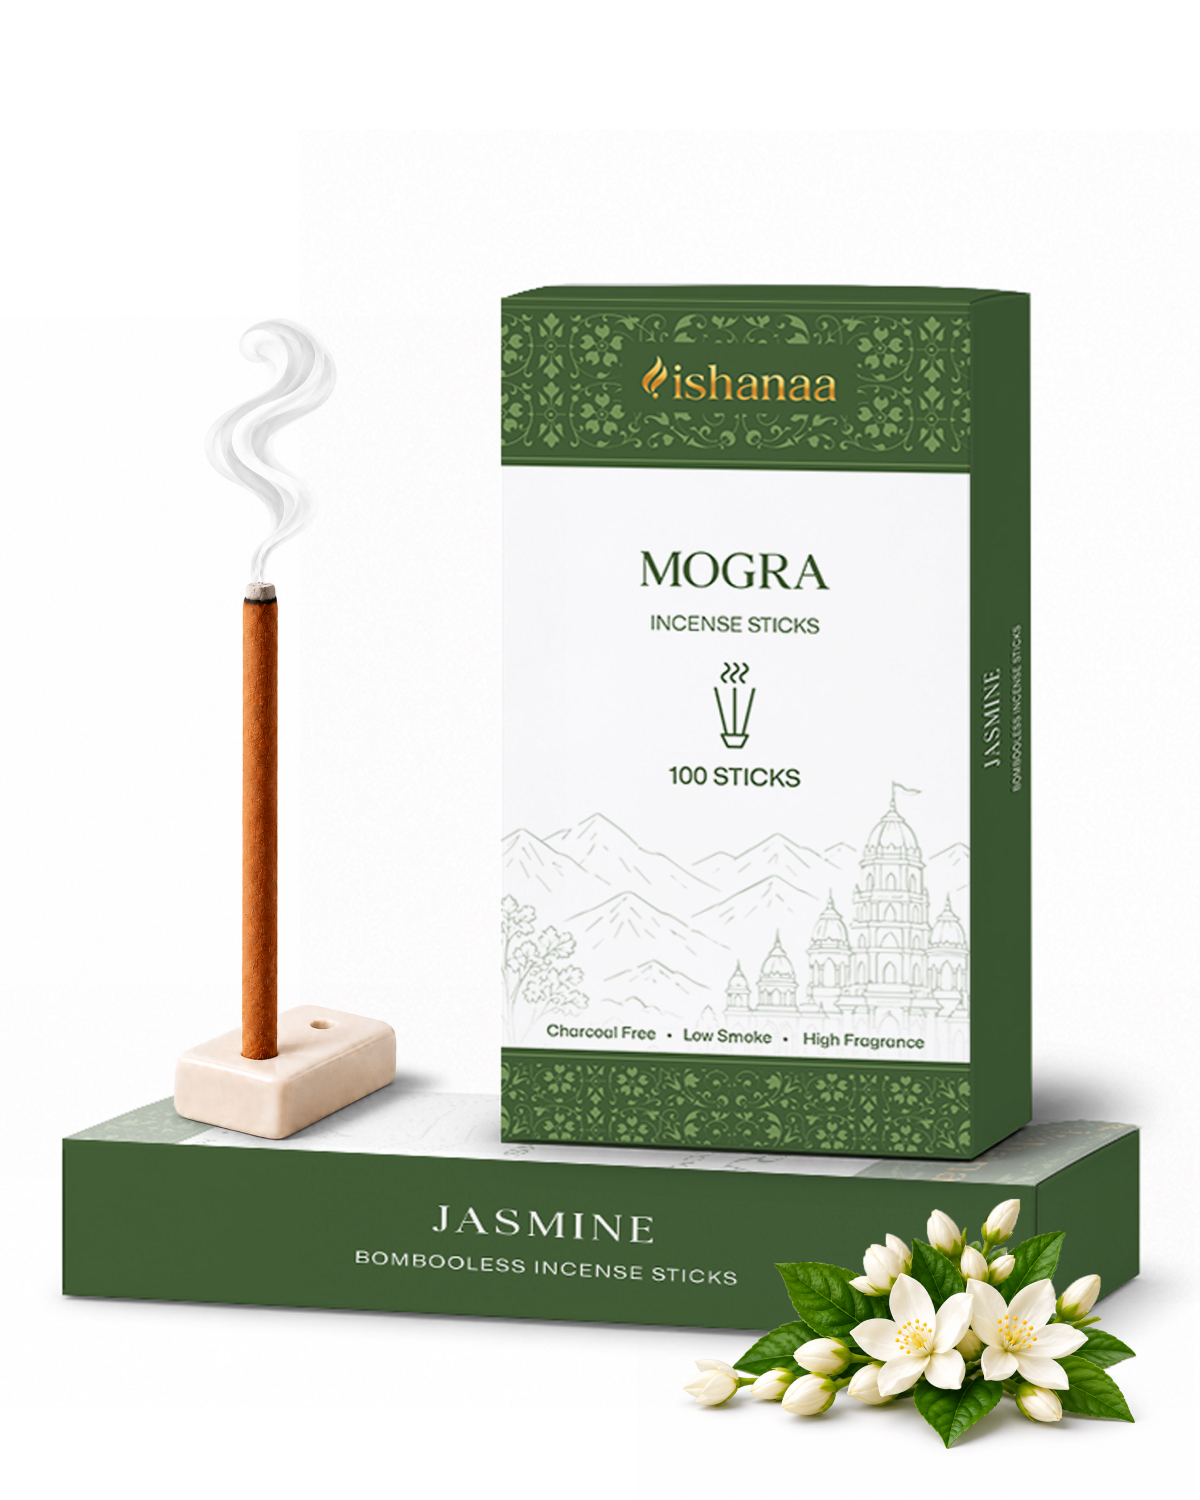 ishanaa
MOGRA
INCENSE STICKS
100 STICKS
Charcoal Free • Low Smoke • High Fragrance
JASMINE
BOMBOOLESS INCENSE STICKS
JASMINE
BOMBOOLESS INCENSE STICKS